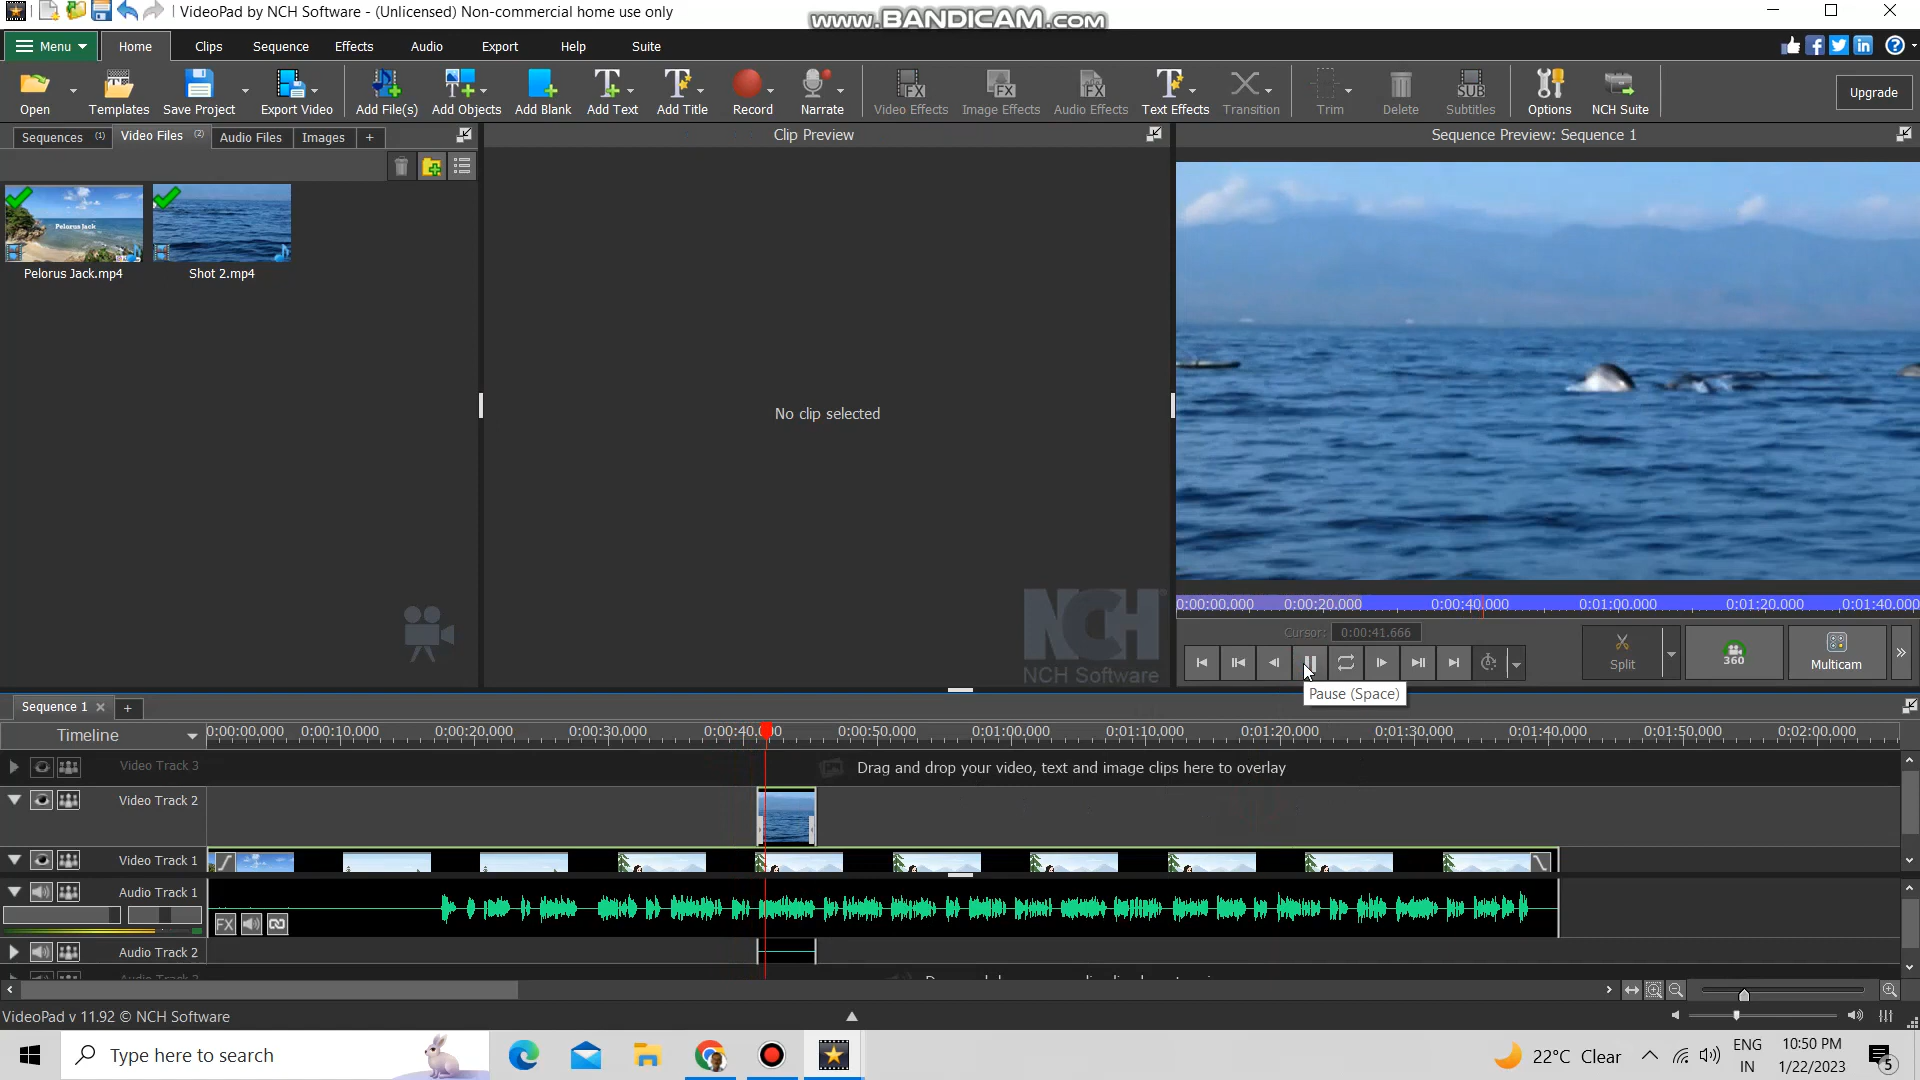 VideoPad by NCH Software - (Unlicensed) Non-commercial home use only
www.BANDICAM.com
Menu Home Clips Sequence Effects Audio Export Help Suite
Open Templates Save Project Export Video Add File(s) Add Objects Add Blank Add Text Add Title Record Narrate Video Effects Image Effects Audio Effects Text Effects Transition Trim Delete Subtitles Options NCH Suite Upgrade
Sequences (1) Video Files (2) Audio Files Images +
Clip Preview
Sequence Preview: Sequence 1
Pelorus Jack
Pelorus Jack.mp4 Shot 2.mp4
No clip selected
NCH
NCH Software
0:00:00.000 0:00:20.000 0:00:40.000 0:01:00.000 0:01:20.000 0:01:40.000
Cursor: 0:00:41.666
Split 360 Multicam
Pause (Space)
Sequence 1 × +
Timeline 0:00:00.000 0:00:10.000 0:00:20.000 0:00:30.000 0:00:50.000 0:01:00.000 0:01:10.000 0:01:20.000 0:01:30.000 0:01:40.000 0:01:50.000 0:02:00.000
Video Track 3 Drag and drop your video, text and image clips here to overlay
Video Track 2
Video Track 1
Audio Track 1
FX
Audio Track 2
VideoPad v 11.92 © NCH Software
Type here to search
22°C Clear
ENG
IN
10:50 PM
1/22/2023
5